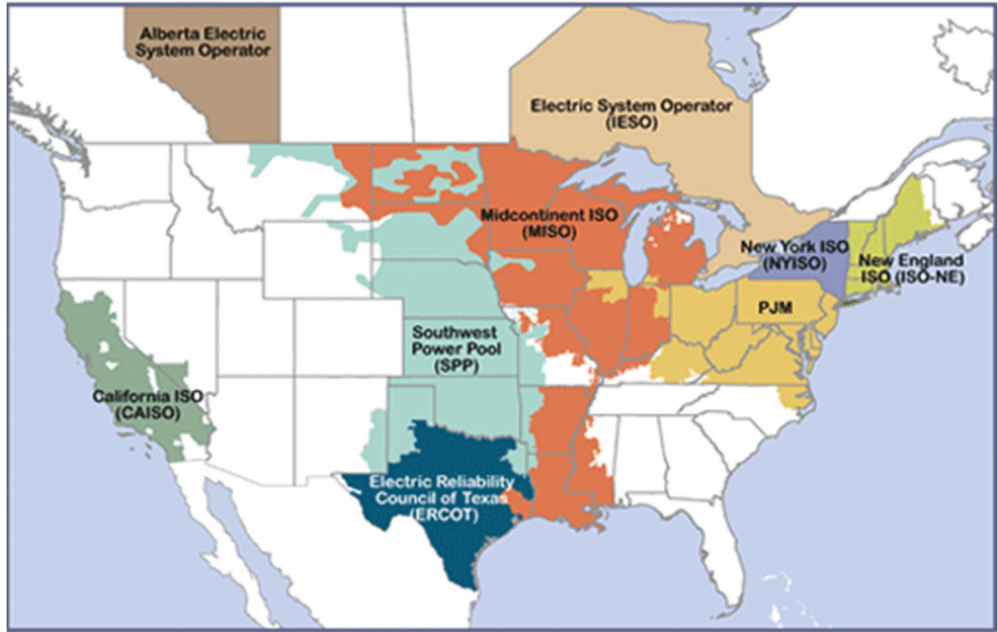 Alberta Electric
System Operator
Electric System Operator
(IESO)
Midcontinent ISO
(MISO)
New York ISO
(NYISO)
New England
ISO (ISO-NE)
PJM
Southwest
Power Pool
(SPP)
California ISO
(CAISO)
Electric Reliability
Council of Texas
(ERCOT)